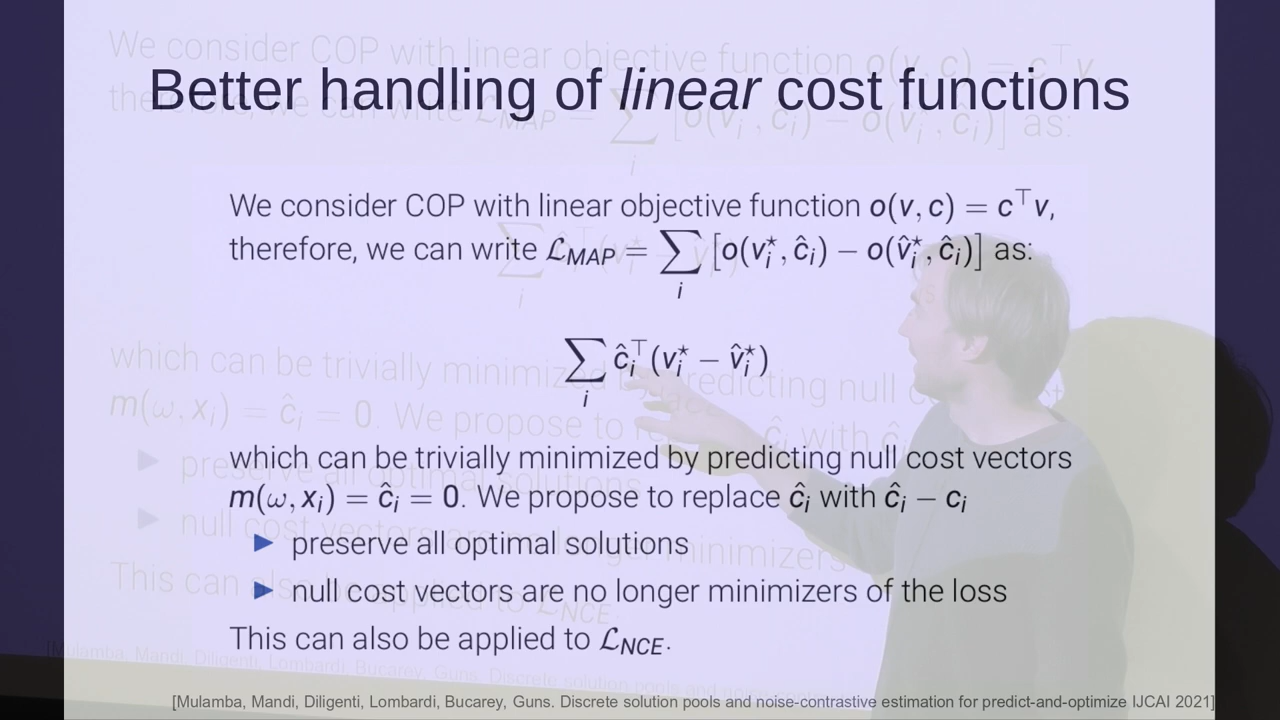 Better handling of linear cost functions
We consider COP with linear objective function o(v, c) = c⊤v,
therefore, we can write ℒ_MAP = ∑_i [o(v_i^⋆, ĉ_i) − o(v̂_i^⋆, ĉ_i)] as:
∑_i ĉ_i^⊤(v_i^⋆ − v̂_i^⋆)
which can be trivially minimized by predicting null cost vectors
m(ω, x_i) = ĉ_i = 0. We propose to replace ĉ_i with ĉ_i − c_i
▶ preserve all optimal solutions
▶ null cost vectors are no longer minimizers of the loss
This can also be applied to ℒ_NCE.
[Mulamba, Mandi, Diligenti, Lombardi, Bucarey, Guns. Discrete solution pools and noise-contrastive estimation for predict-and-optimize IJCAI 2021]